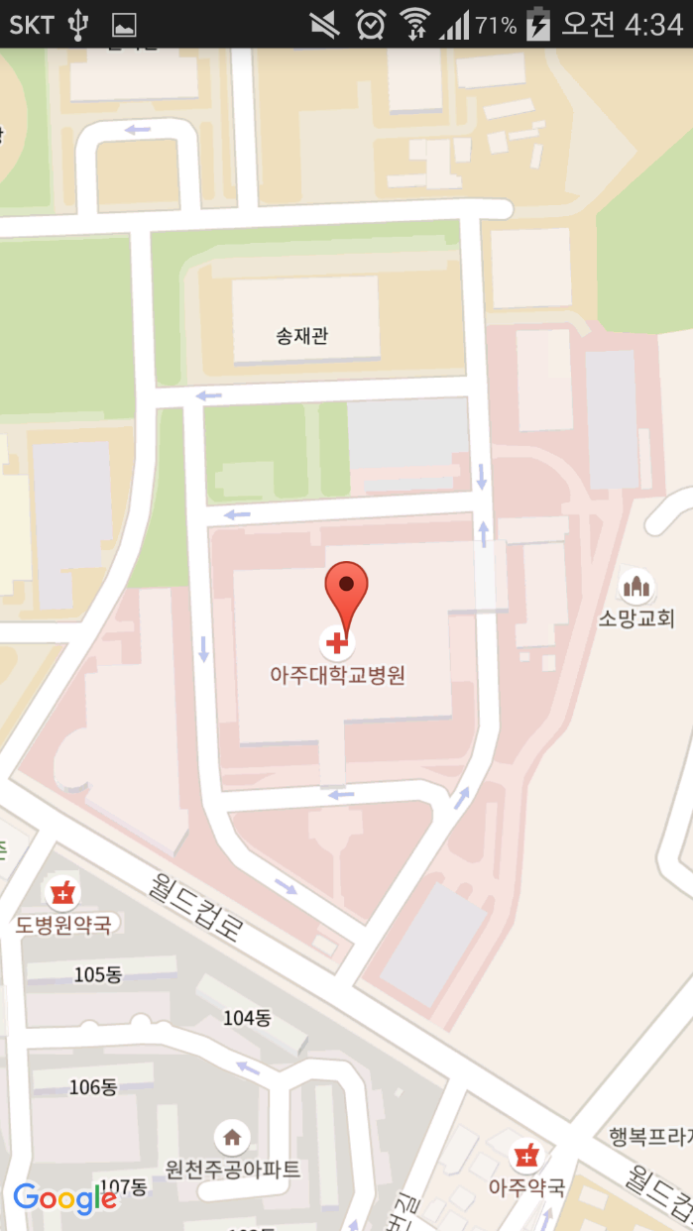 SKT 71% 오전 4:34
송재관
소망교회
아주대학교병원
월드컵로
도병원약국
105동
104동
106동
원천주공아파트
107동
아주약국
행복프라자
월드컵
Google